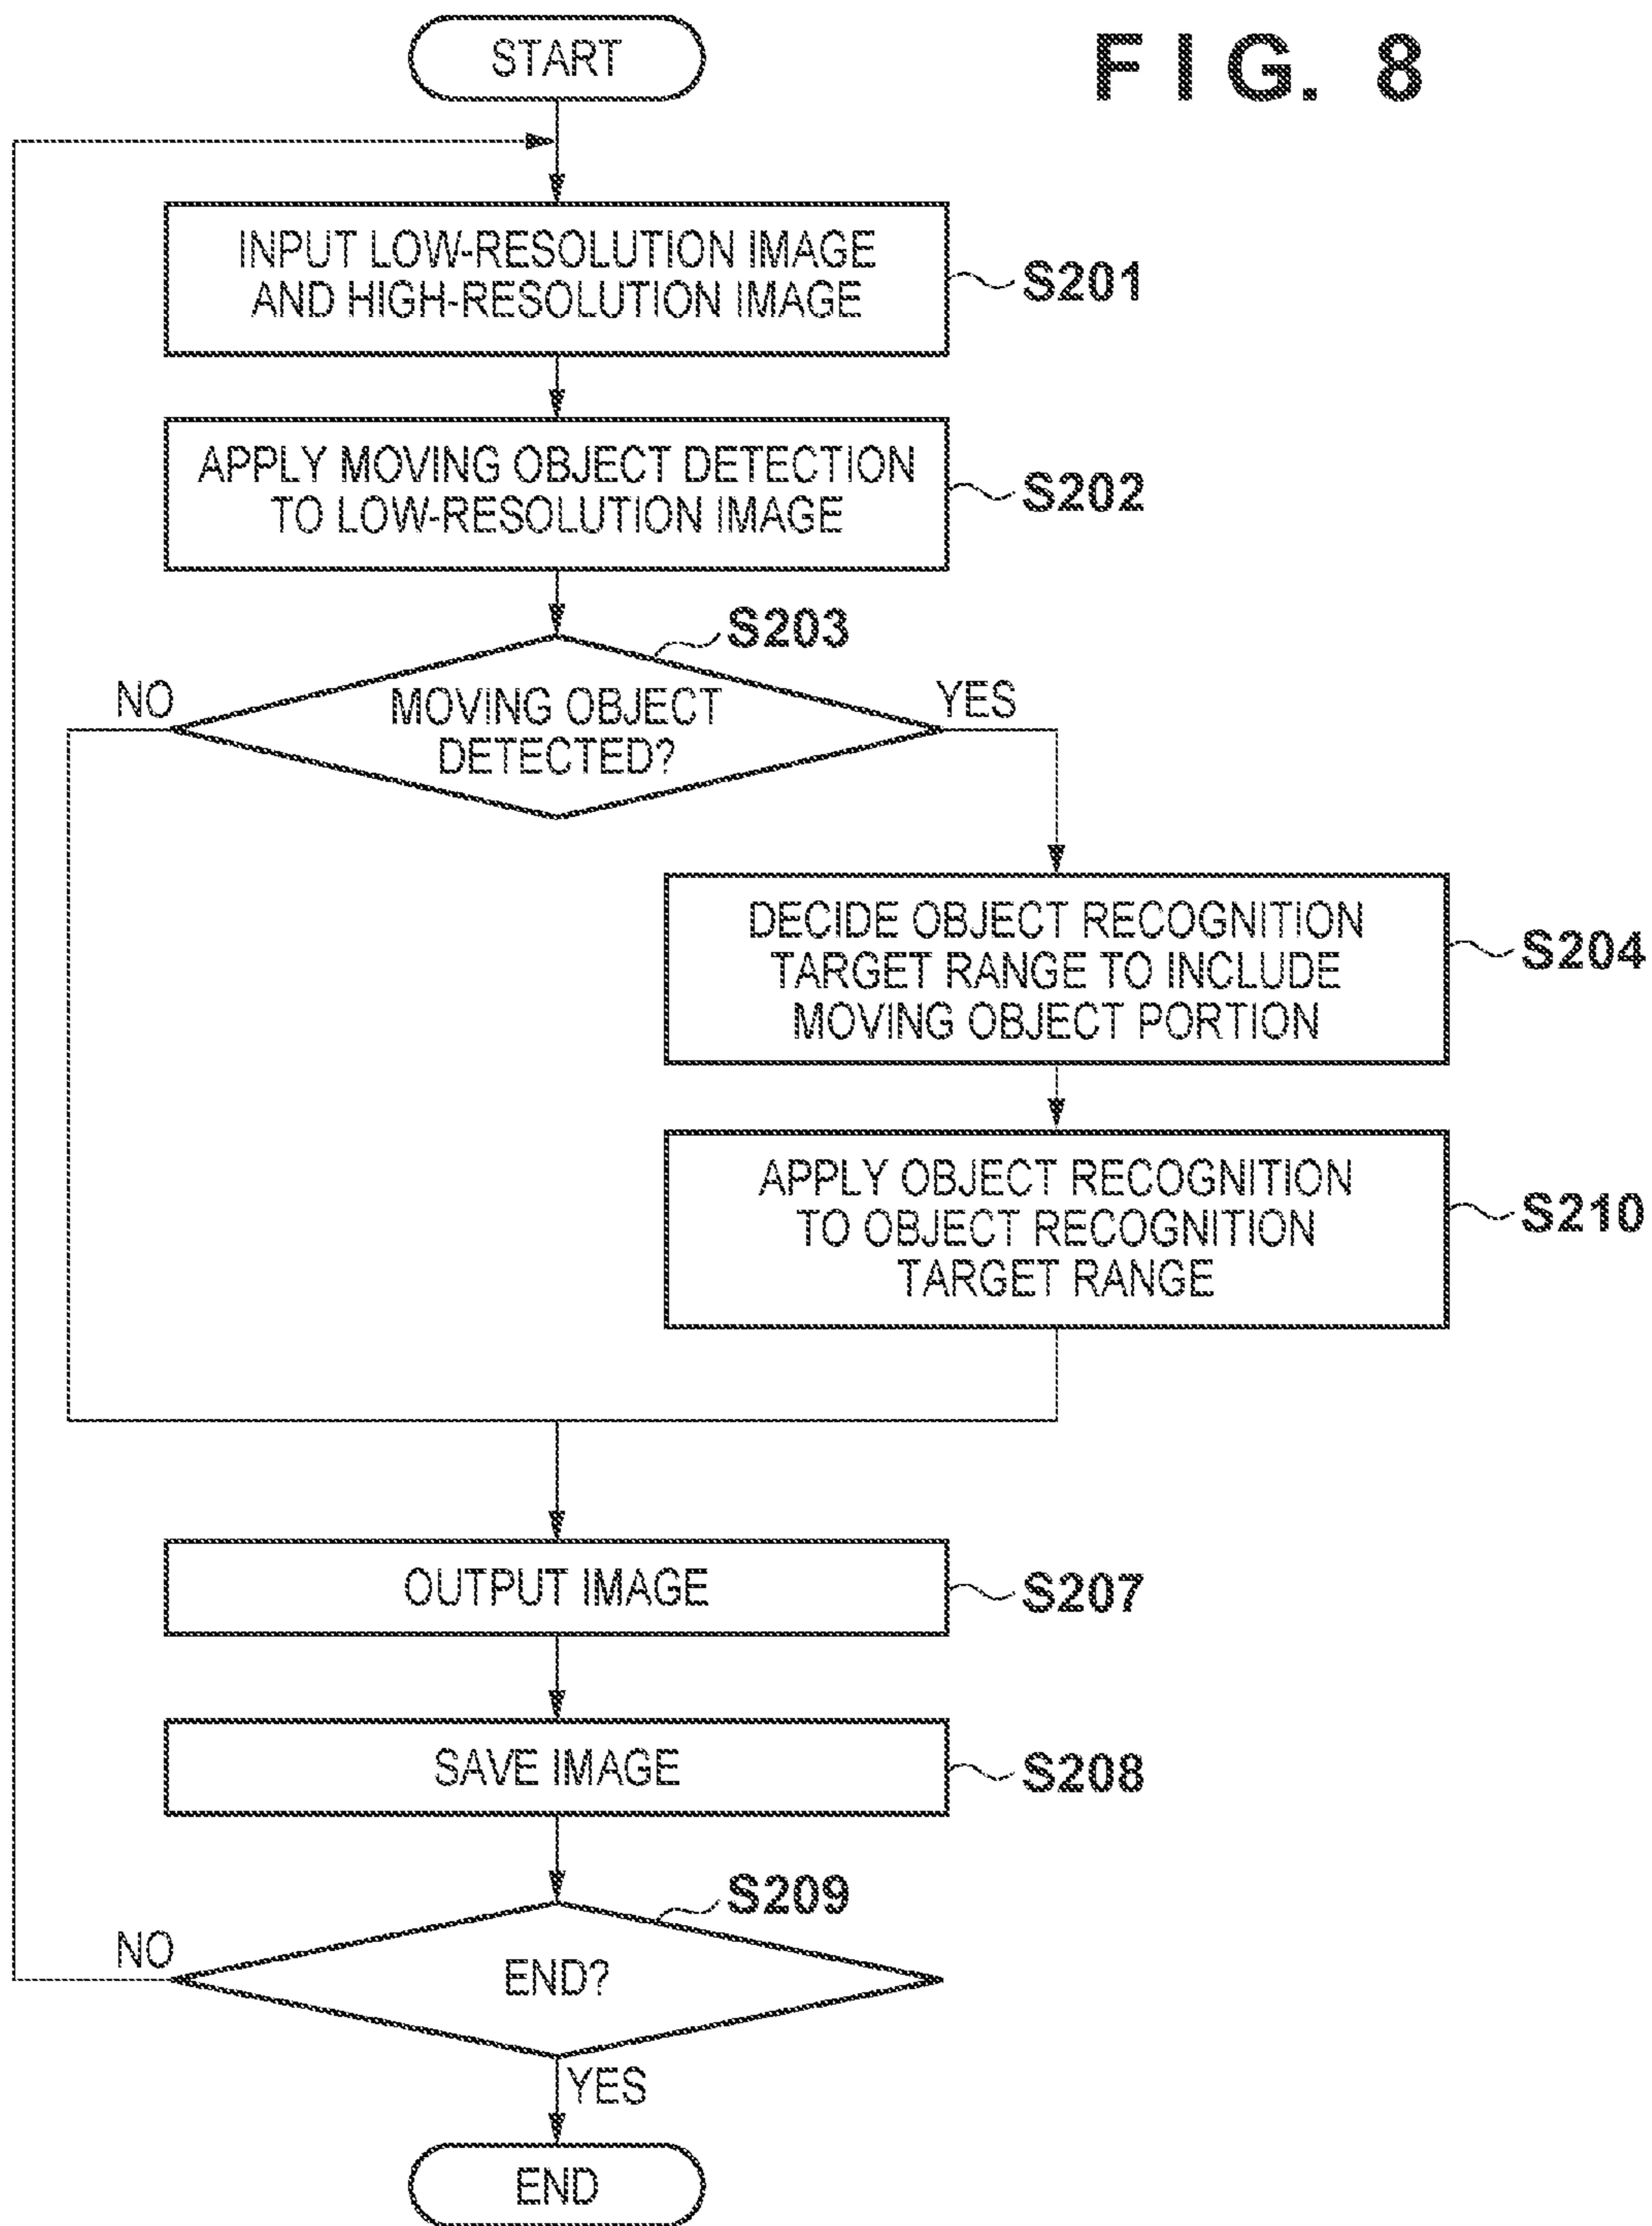 START
F I G. 8
INPUT LOW-RESOLUTION IMAGE
AND HIGH-RESOLUTION IMAGE
S201
APPLY MOVING OBJECT DETECTION
TO LOW-RESOLUTION IMAGE
S202
S203
NO
MOVING OBJECT
DETECTED?
YES
DECIDE OBJECT RECOGNITION
TARGET RANGE TO INCLUDE
MOVING OBJECT PORTION
S204
APPLY OBJECT RECOGNITION
TO OBJECT RECOGNITION
TARGET RANGE
S210
OUTPUT IMAGE
S207
SAVE IMAGE
S208
S209
NO
END?
YES
END